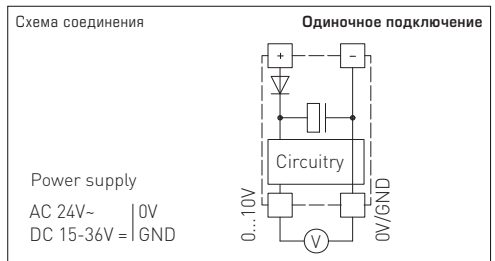 Схема соединения
Одиночное подключение
+ −
Circuitry
Power supply
AC 24V~ | 0V
DC 15-36V = | GND
0...10V
0V/GND
V